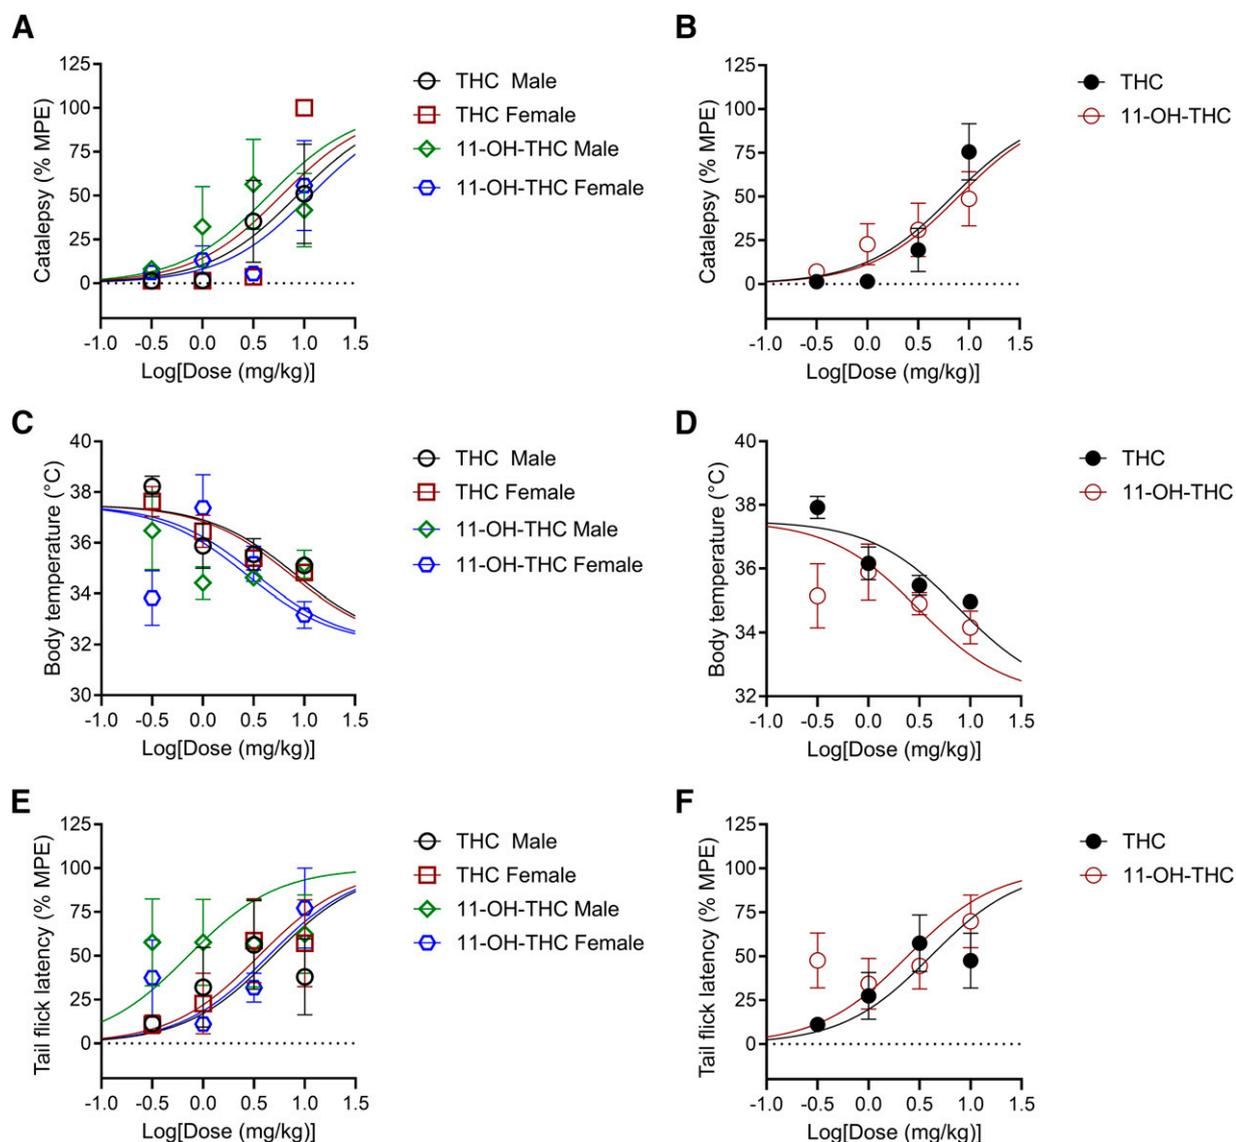 A
125
100
75
50
25
0
Catalepsy (% MPE)
-1.0 -0.5 0.0 0.5 1.0 1.5
Log[Dose (mg/kg)]
THC Male
THC Female
11-OH-THC Male
11-OH-THC Female
B
125
100
75
50
25
0
Catalepsy (% MPE)
-1.0 -0.5 0.0 0.5 1.0 1.5
Log[Dose (mg/kg)]
THC
11-OH-THC
C
40
38
36
34
32
30
Body temperature (°C)
-1.0 -0.5 0.0 0.5 1.0 1.5
Log[Dose (mg/kg)]
THC Male
THC Female
11-OH-THC Male
11-OH-THC Female
D
40
38
36
34
32
Body temperature (°C)
-1.0 -0.5 0.0 0.5 1.0 1.5
Log[Dose (mg/kg)]
THC
11-OH-THC
E
125
100
75
50
25
0
Tail flick latency (% MPE)
-1.0 -0.5 0.0 0.5 1.0 1.5
Log[Dose (mg/kg)]
THC Male
THC Female
11-OH-THC Male
11-OH-THC Female
F
125
100
75
50
25
0
Tail flick latency (% MPE)
-1.0 -0.5 0.0 0.5 1.0 1.5
Log[Dose (mg/kg)]
THC
11-OH-THC